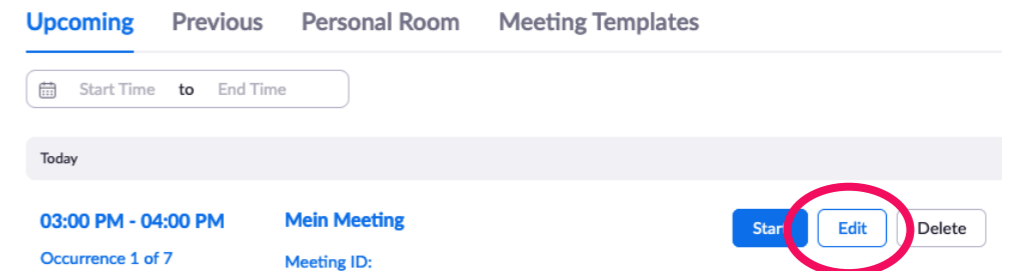 Upcoming Previous Personal Room Meeting Templates
Start Time to End Time
Today
03:00 PM - 04:00 PM Mein Meeting Start Edit Delete
Occurrence 1 of 7 Meeting ID: